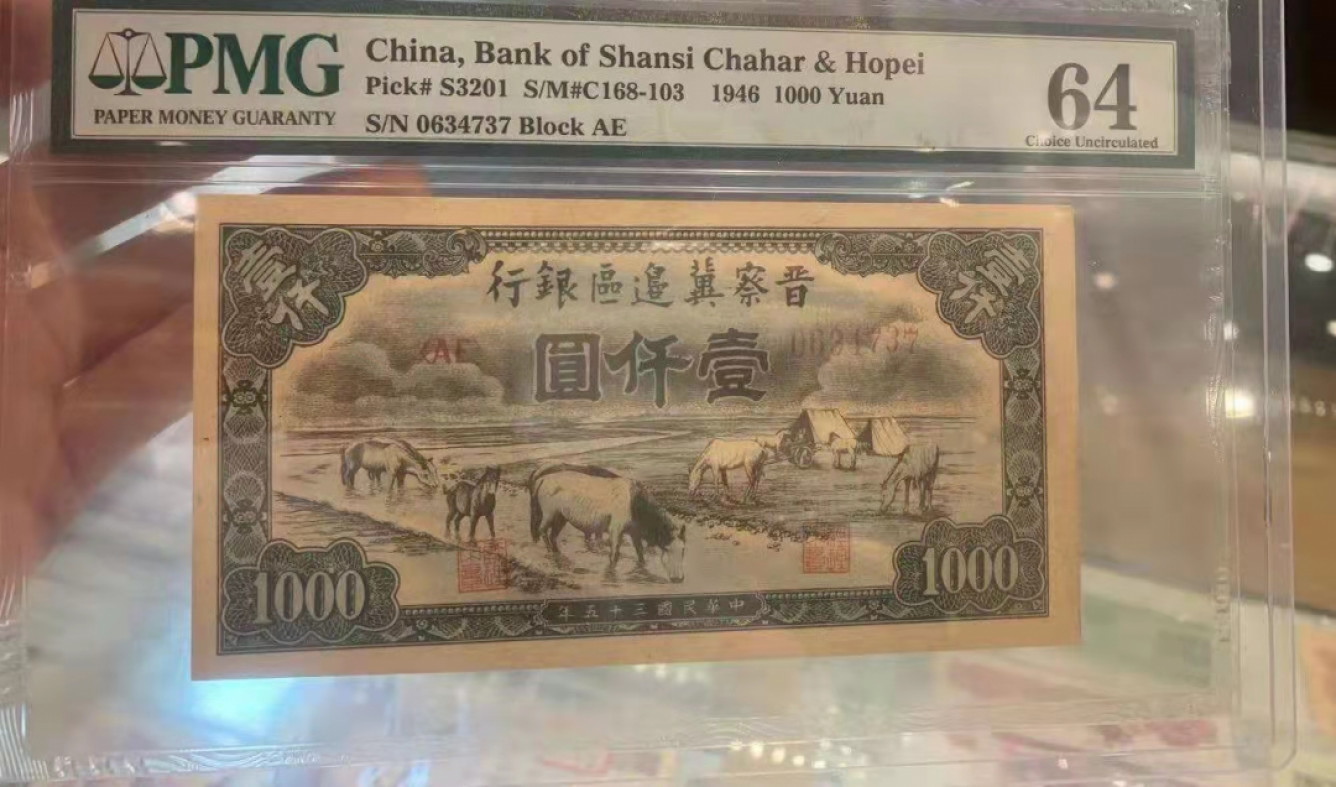 PMG
PAPER MONEY GUARANTY
China, Bank of Shansi Chahar & Hopei
Pick# S3201 S/M#C168-103 1946 1000 Yuan
S/N 0634737 Block AE
64
Choice Uncirculated
壹仟
壹仟
行銀區邊冀察晋
AE
0634737
圓仟壹
1000
1000
年五十三國民華中